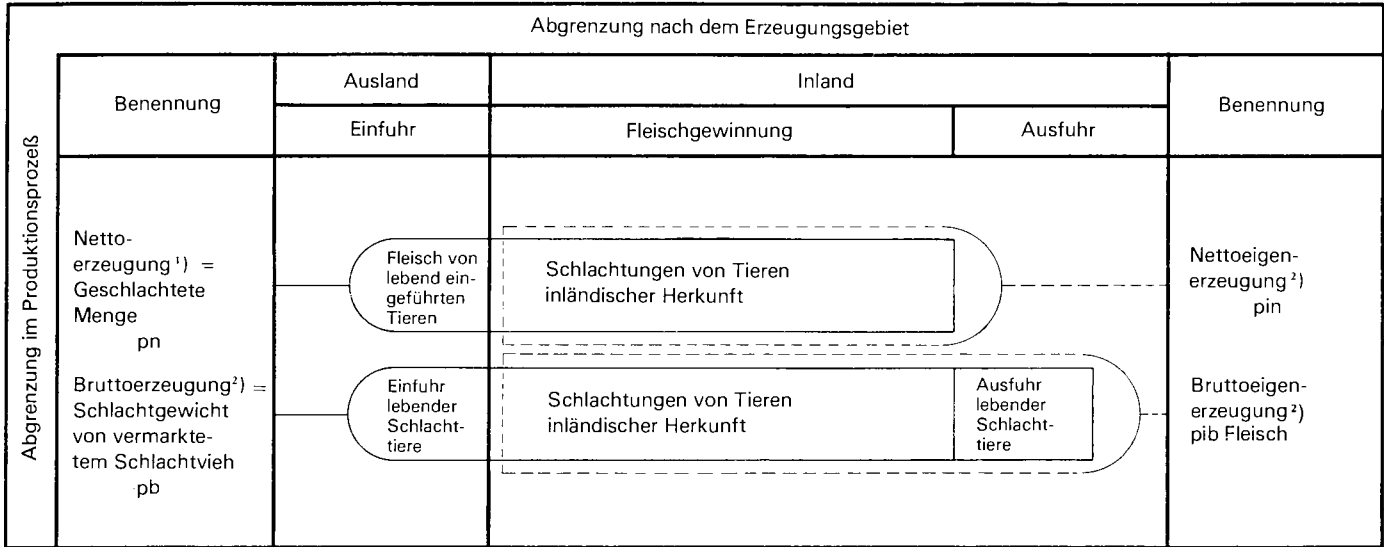 Abgrenzung nach dem Erzeugungsgebiet
Abgrenzung im Produktionsprozeß
Benennung
Ausland
Inland
Benennung
Einfuhr
Fleischgewinnung
Ausfuhr
Netto-
erzeugung¹) =
Geschlachtete
Menge
pn
Fleisch von
lebend ein-
geführten
Tieren
Schlachtungen von Tieren
inländischer Herkunft
Nettoeigen-
erzeugung²)
pin
Bruttoerzeugung²) =
Schlachtgewicht
von vermarkte-
tem Schlachtvieh
pb
Einfuhr
lebender
Schlacht-
tiere
Schlachtungen von Tieren
inländischer Herkunft
Ausfuhr
lebender
Schlacht-
tiere
Bruttoeigen-
erzeugung²)
pib Fleisch